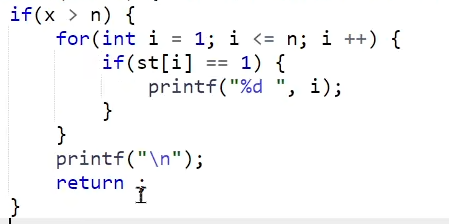 if(x > n) {
    for(int i = 1; i <= n; i ++) {
        if(st[i] == 1) {
            printf("%d ", i);
        }
    }
    printf("\n");
    return ;
}